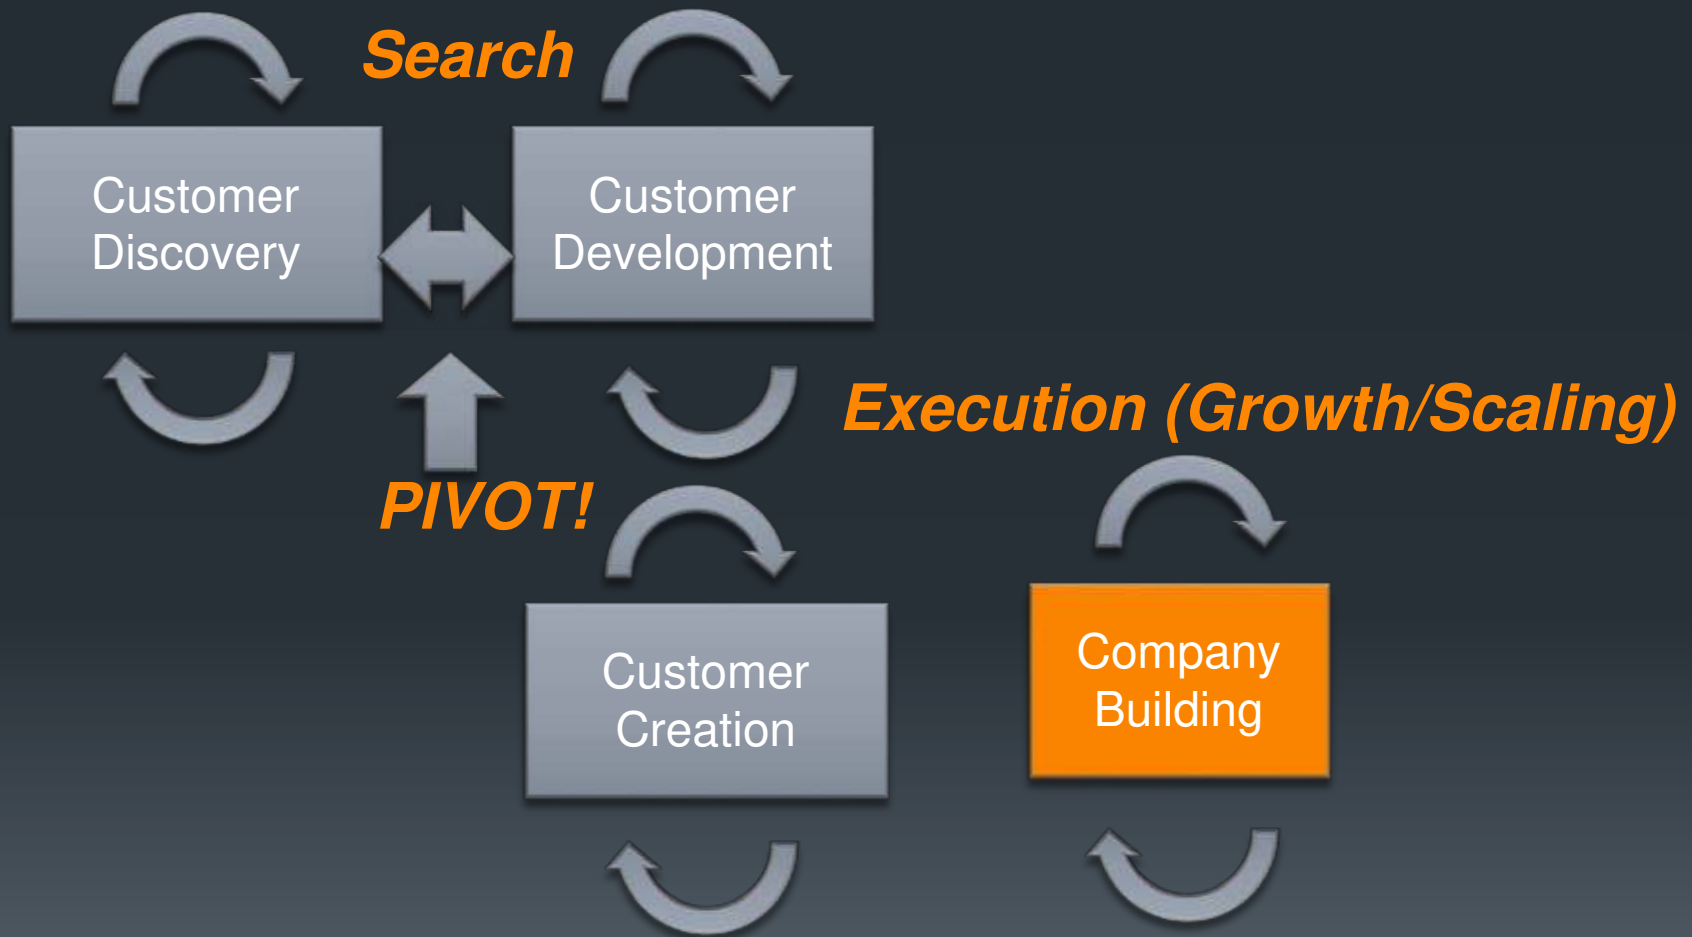 Search
Customer
Discovery
Customer
Development
Execution (Growth/Scaling)
PIVOT!
Customer
Creation
Company
Building